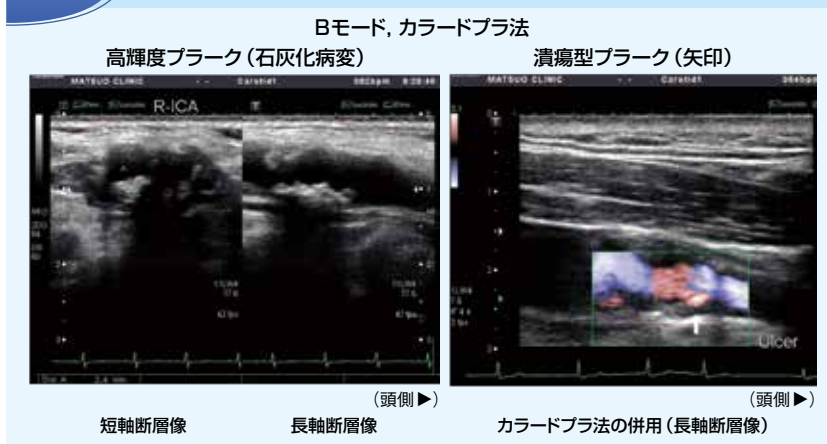 Bモード, カラードプラ法
高輝度プラーク（石灰化病変）
潰瘍型プラーク（矢印）
MATSUO CLINIC
Carotid1
R-ICA
MATSUO CLINIC
Carotid1
Ulcer
（頭側▶）
（頭側▶）
短軸断層像
長軸断層像
カラードプラ法の併用（長軸断層像）